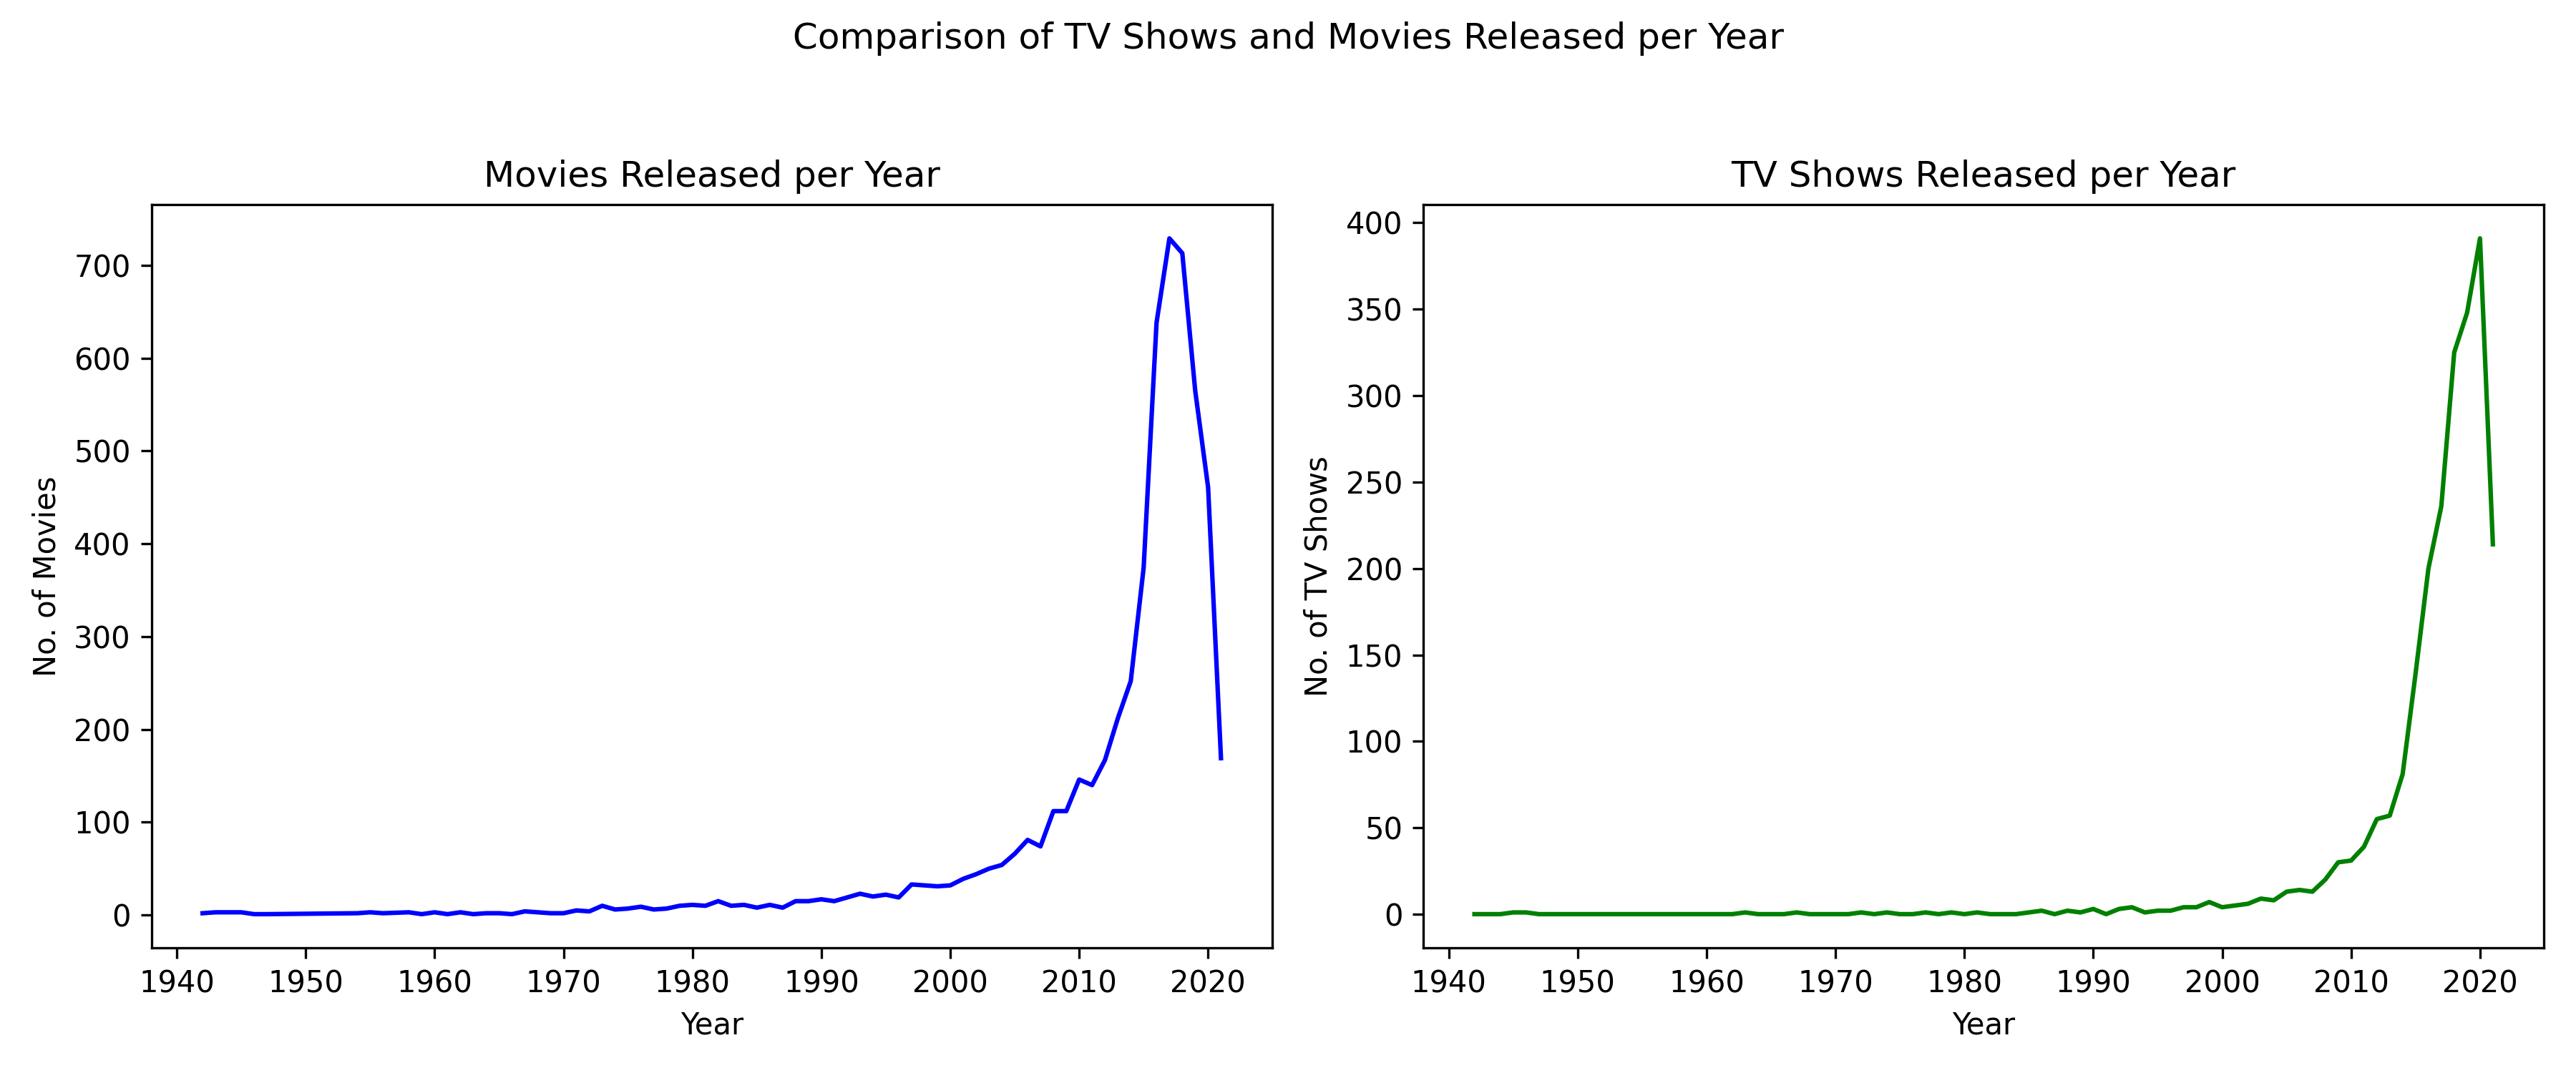 Comparison of TV Shows and Movies Released per Year
Movies Released per Year
700
600
500
400
300
200
100
0
No. of Movies
1940 1950 1960 1970 1980 1990 2000 2010 2020
Year
TV Shows Released per Year
400
350
300
250
200
150
100
50
0
No. of TV Shows
1940 1950 1960 1970 1980 1990 2000 2010 2020
Year